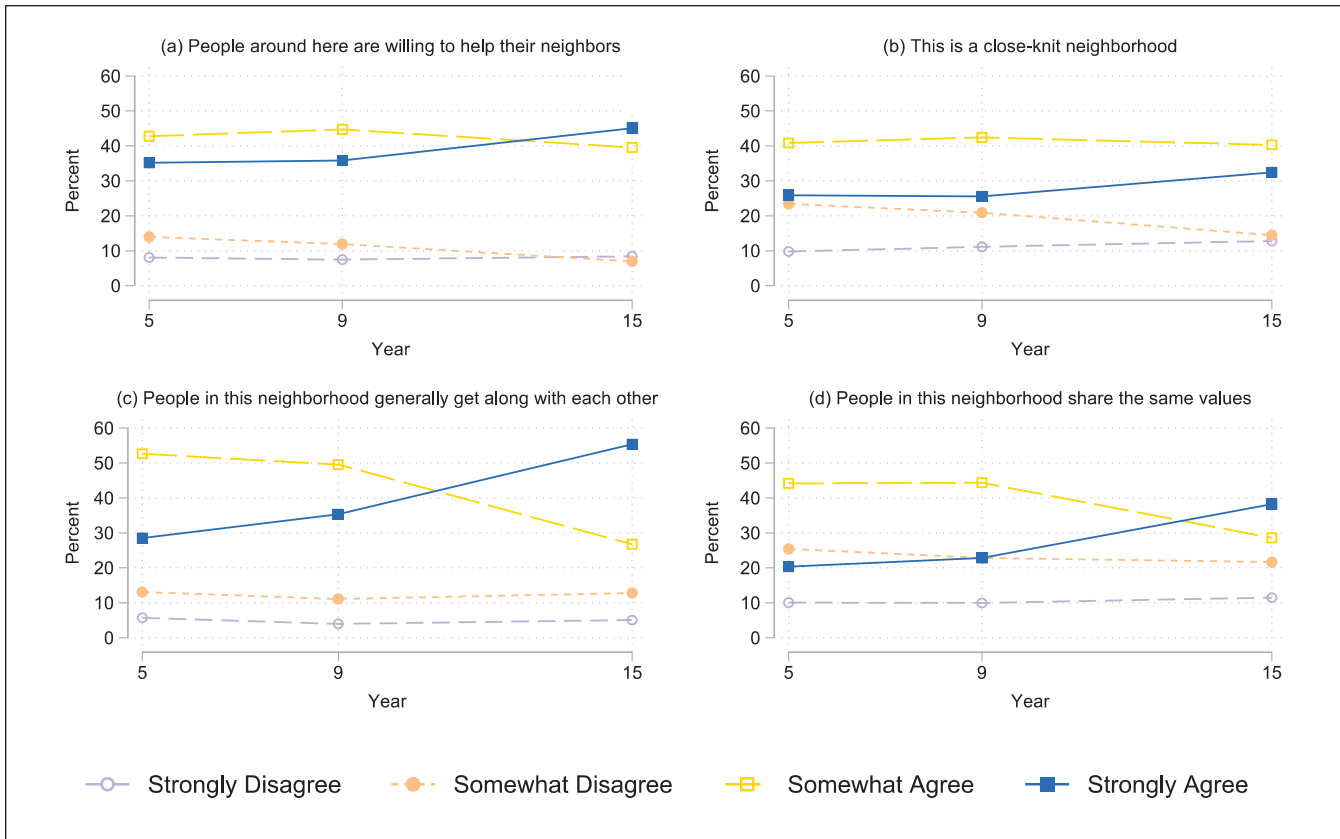 (a) People around here are willing to help their neighbors
60
50
40
30
20
10
0
Percent
5 9 15
Year
(b) This is a close-knit neighborhood
60
50
40
30
20
10
0
Percent
5 9 15
Year
(c) People in this neighborhood generally get along with each other
60
50
40
30
20
10
0
Percent
5 9 15
Year
(d) People in this neighborhood share the same values
60
50
40
30
20
10
0
Percent
5 9 15
Year
Strongly Disagree Somewhat Disagree Somewhat Agree Strongly Agree